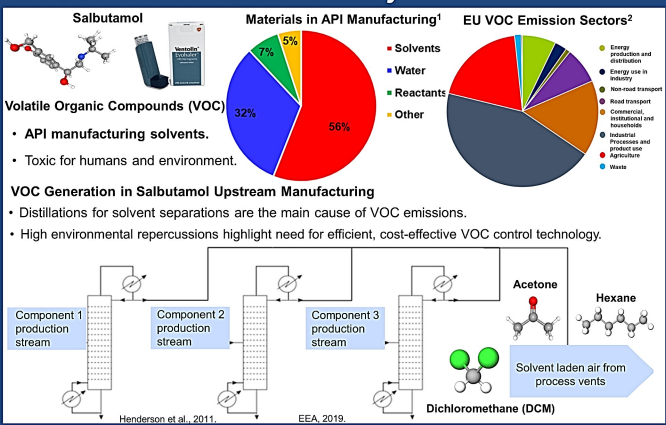 Salbutamol
Ventolin
Evohaler
Volatile Organic Compounds (VOC)
• API manufacturing solvents.
• Toxic for humans and environment.
Materials in API Manufacturing¹
7%
5%
32%
56%
Solvents
Water
Reactants
Other
EU VOC Emission Sectors²
Energy
production and
distribution
Energy use in
industry
Non-road transport
Road transport
Commercial,
institutional and
households
Industrial
Processes and
product use
Agriculture
Waste
VOC Generation in Salbutamol Upstream Manufacturing
• Distillations for solvent separations are the main cause of VOC emissions.
• High environmental repercussions highlight need for efficient, cost-effective VOC control technology.
Component 1
production
stream
Component 2
production
stream
Component 3
production
stream
Acetone
Hexane
Solvent laden air from
process vents
Dichloromethane (DCM)
Henderson et al., 2011.
EEA, 2019.